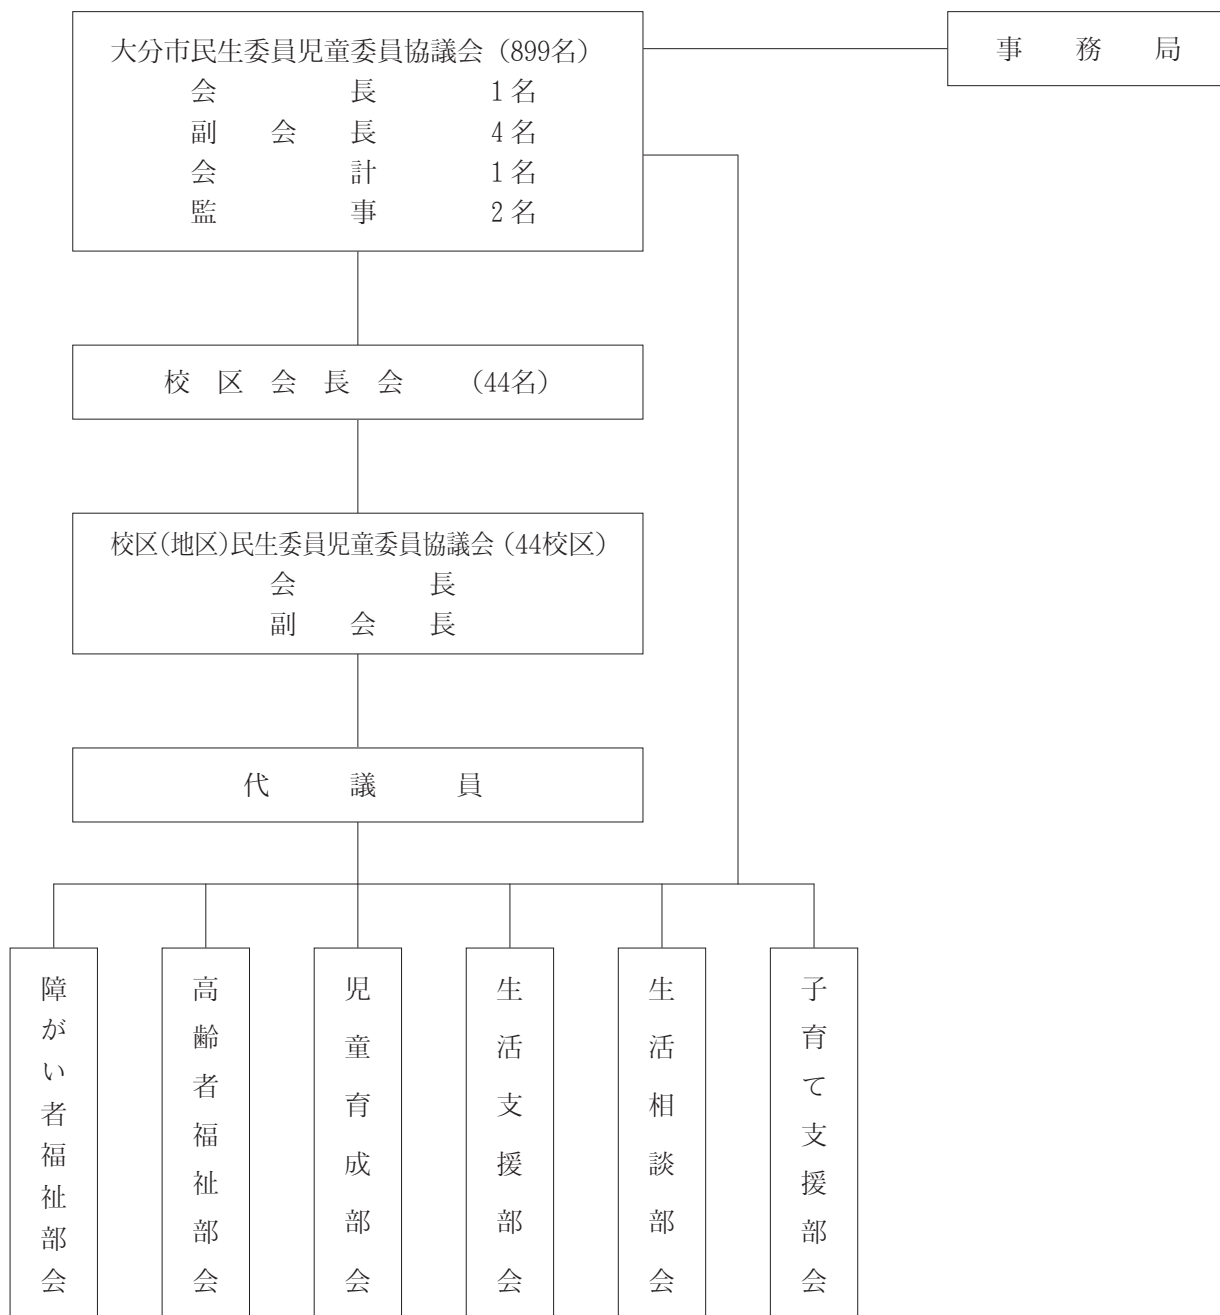 大分市民生委員児童委員協議会（899名）
会長 1名
副会長 4名
会計 1名
監事 2名
事務局
校区会長会 （44名）
校区(地区)民生委員児童委員協議会（44校区）
会長
副会長
代議員
障がい者福祉部会
高齢者福祉部会
児童育成部会
生活支援部会
生活相談部会
子育て支援部会